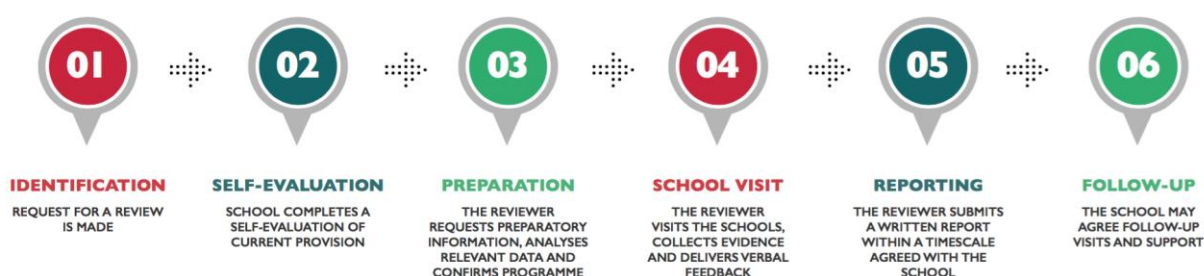 01
02
03
04
05
06
IDENTIFICATION
REQUEST FOR A REVIEW
IS MADE
SELF-EVALUATION
SCHOOL COMPLETES A
SELF-EVALUATION OF
CURRENT PROVISION
PREPARATION
THE REVIEWER
REQUESTS PREPARATORY
INFORMATION, ANALYSES
RELEVANT DATA AND
CONFIRMS PROGRAMME
SCHOOL VISIT
THE REVIEWER
VISITS THE SCHOOLS,
COLLECTS EVIDENCE
AND DELIVERS VERBAL
FEEDBACK
REPORTING
THE REVIEWER SUBMITS
A WRITTEN REPORT
WITHIN A TIMESCALE
AGREED WITH THE
SCHOOL
FOLLOW-UP
THE SCHOOL MAY
AGREE FOLLOW-UP
VISITS AND SUPPORT